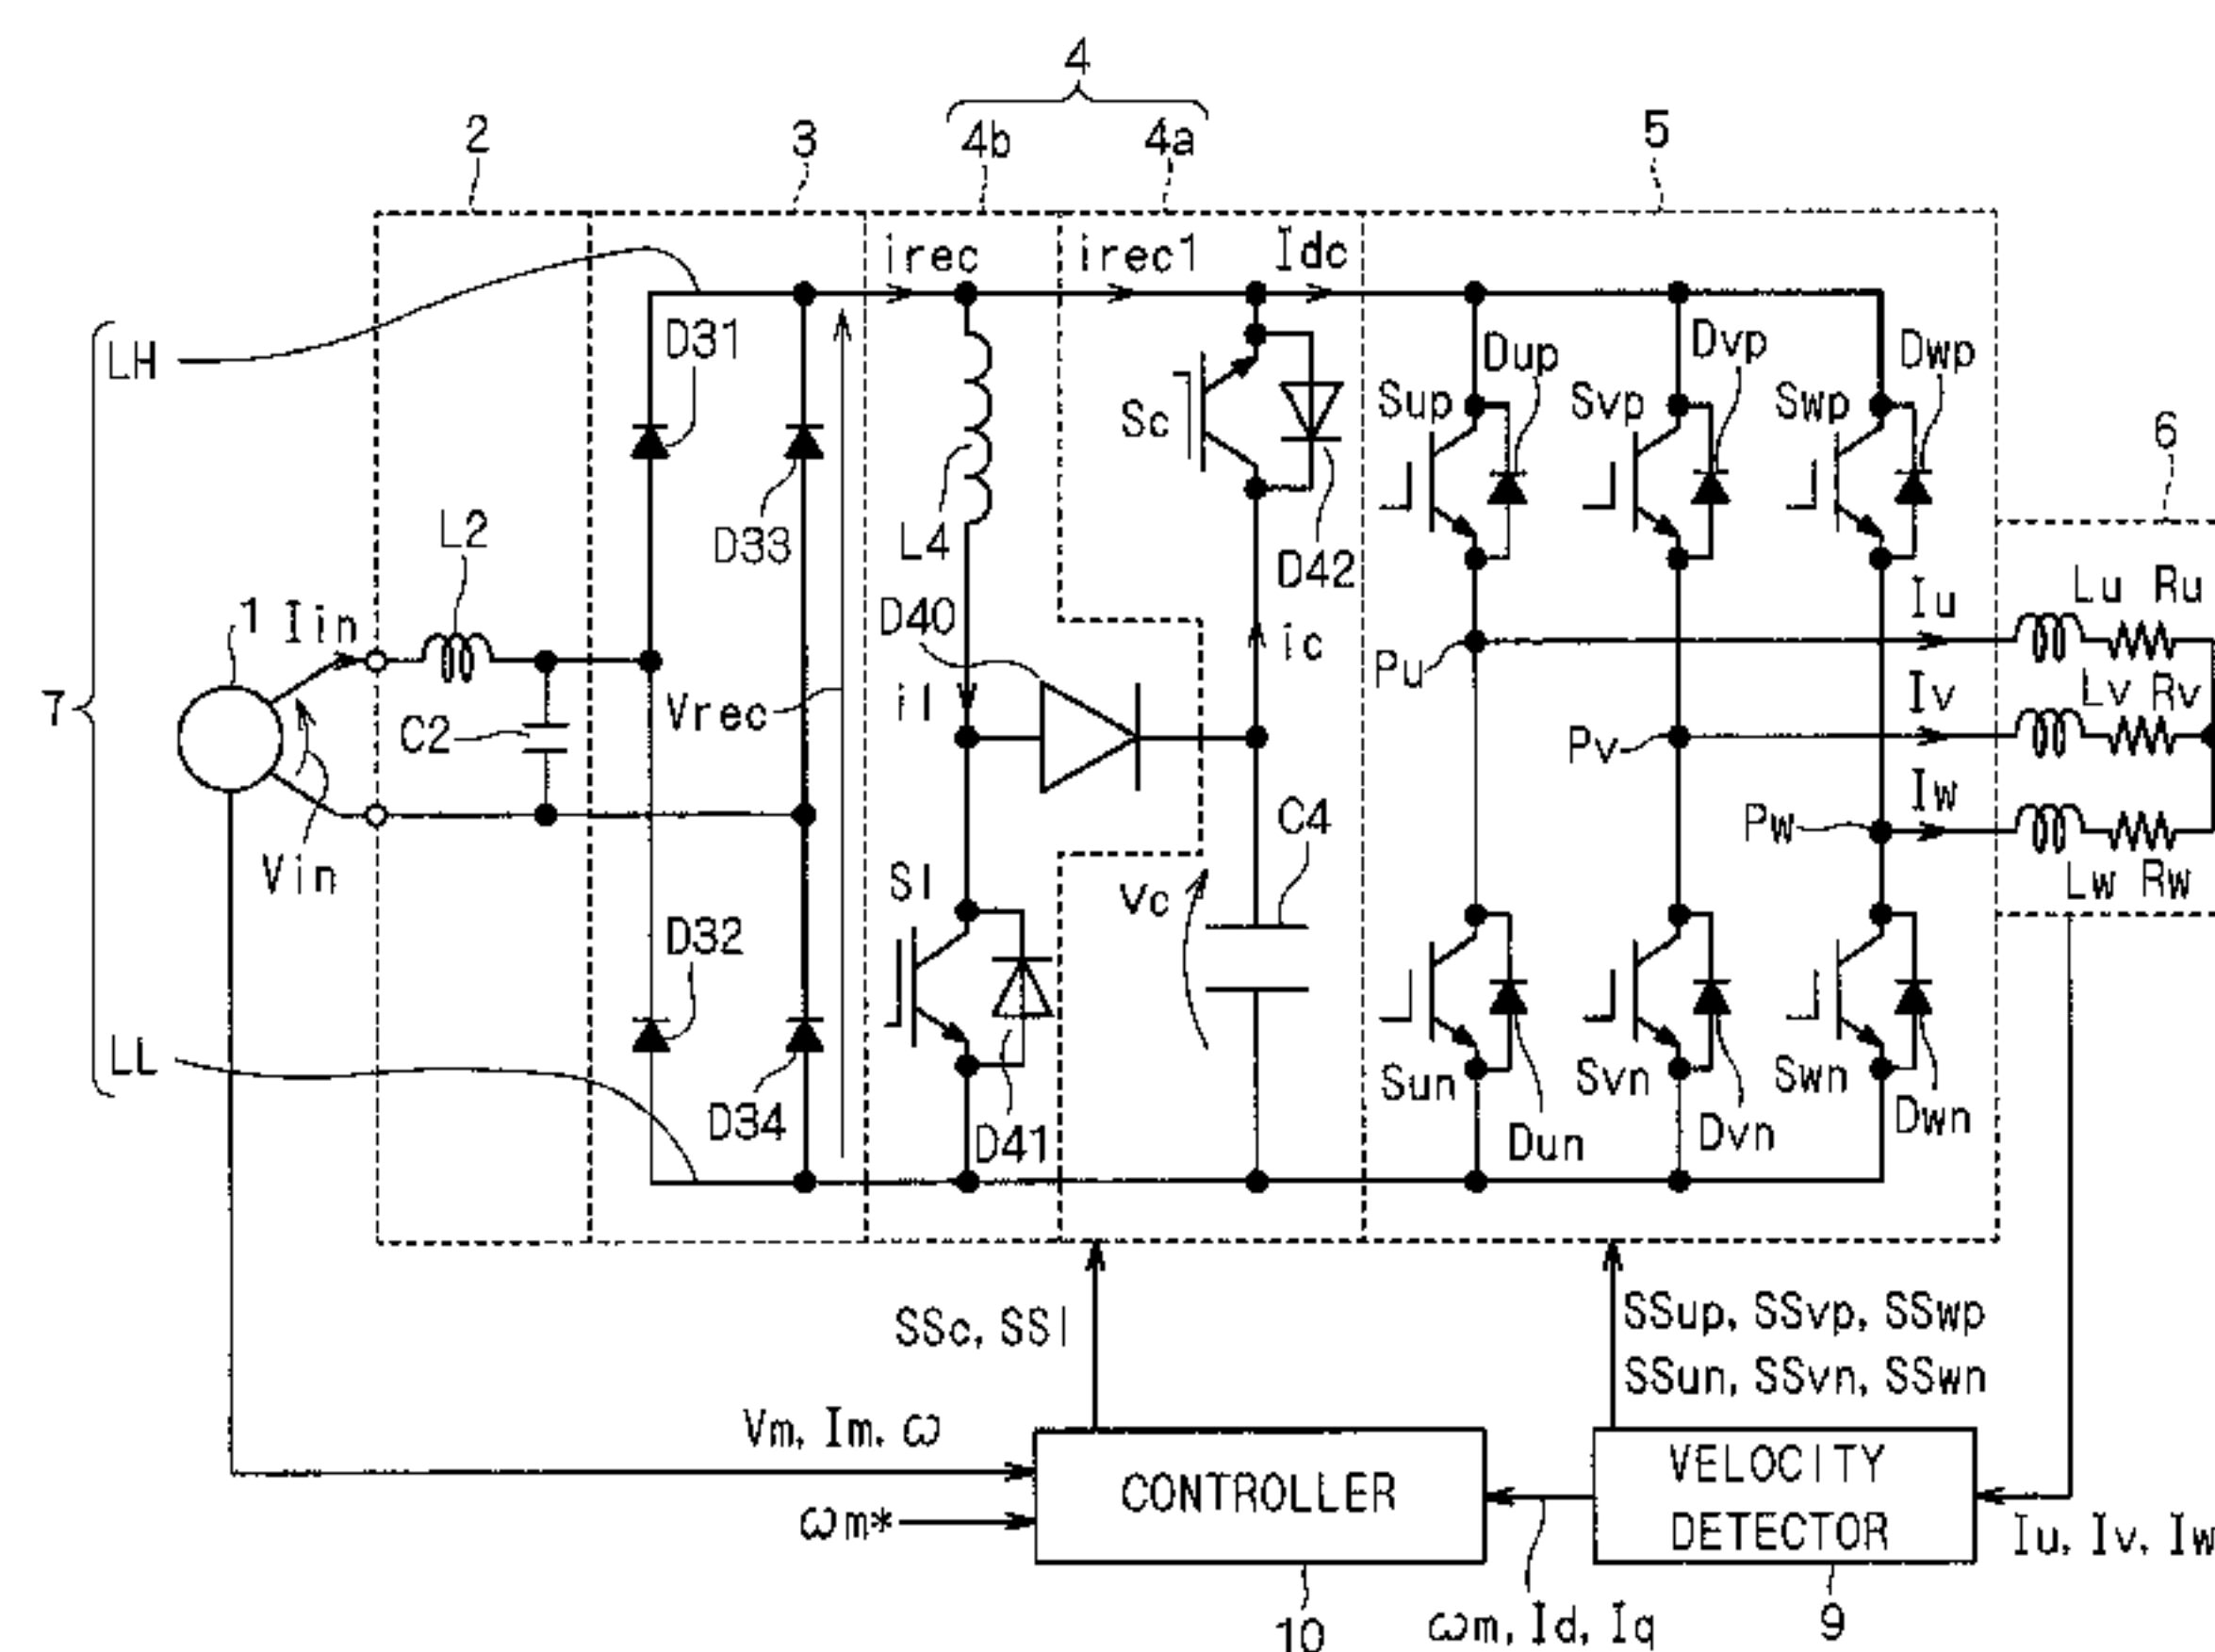 4
2
3
4b
4a
5
irec
irec1
Idc
LH
D31
Dup
Dvp
Dwp
Sc
Sup
Svp
Swp
6
L2
D33
L4
D42
1
Iin
D40
ic
Iu
Lu
Ru
Pu
7
Vrec
il
Iv
Lv
Rv
C2
Pv
Iw
C4
Pw
Vin
Sl
vc
Lw
Rw
D32
LL
Sun
Svn
Swn
D34
D41
Dun
Dvn
Dwn
SSc, SSl
SSup, SSvp, SSwp
SSun, SSvn, SSwn
Vm, Im, ω
CONTROLLER
VELOCITY
DETECTOR
ωm*
Iu, Iv, Iw
10
ωm, Id, Iq
9